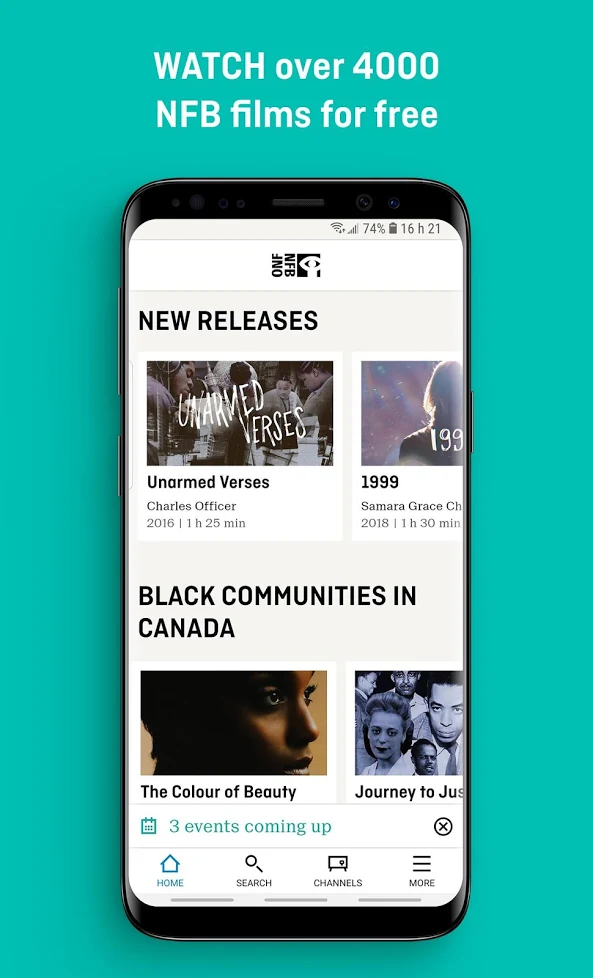 WATCH over 4000
NFB films for free
74% 16 h 21
ONF
NFB
NEW RELEASES
UNARMED
VERSES
199
Unarmed Verses
1999
Charles Officer
Samara Grace Ch
2016 | 1 h 25 min
2018 | 1 h 30 min
BLACK COMMUNITIES IN
CANADA
The Colour of Beauty
Journey to Jus
3 events coming up
HOME
SEARCH
CHANNELS
MORE